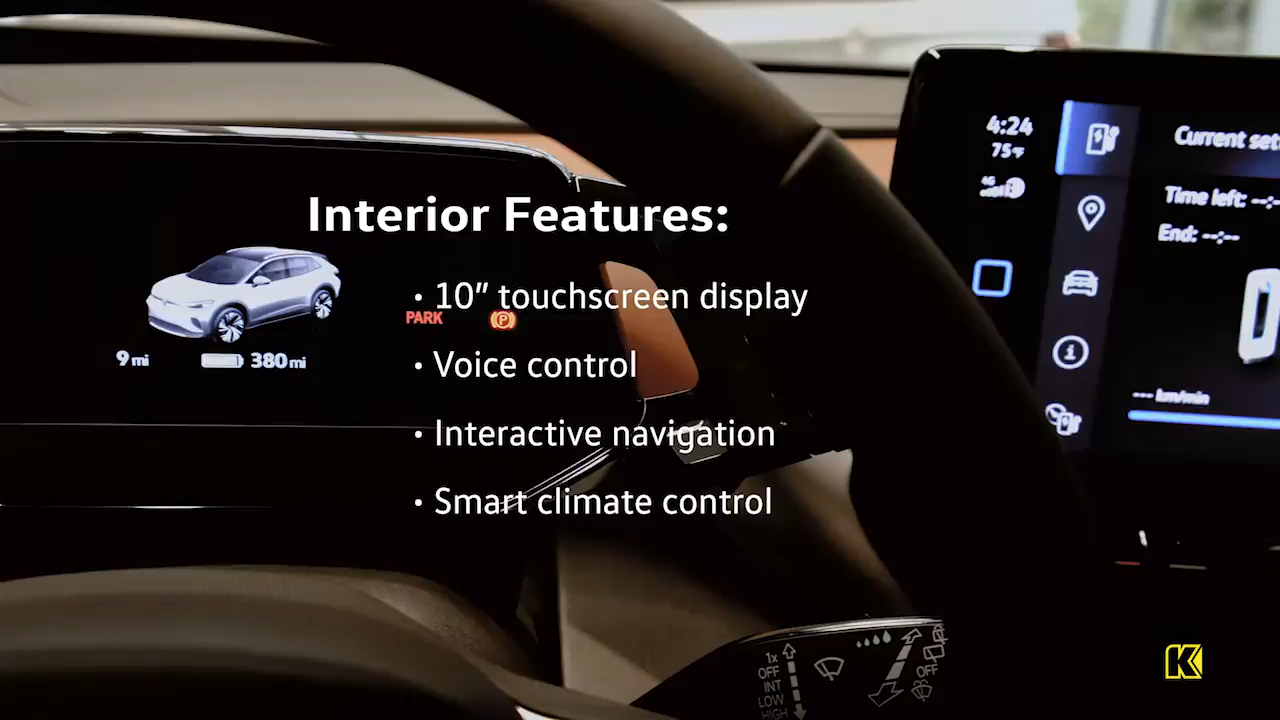 Interior Features:
• 10” touchscreen display
• Voice control
• Interactive navigation
• Smart climate control
PARK
P
9 mi
380 mi
4:24
75°F
4G
Current set
Time left: --:--
End: --:--
--- km/min
1x
OFF
INT
LOW
HIGH
OFF
K